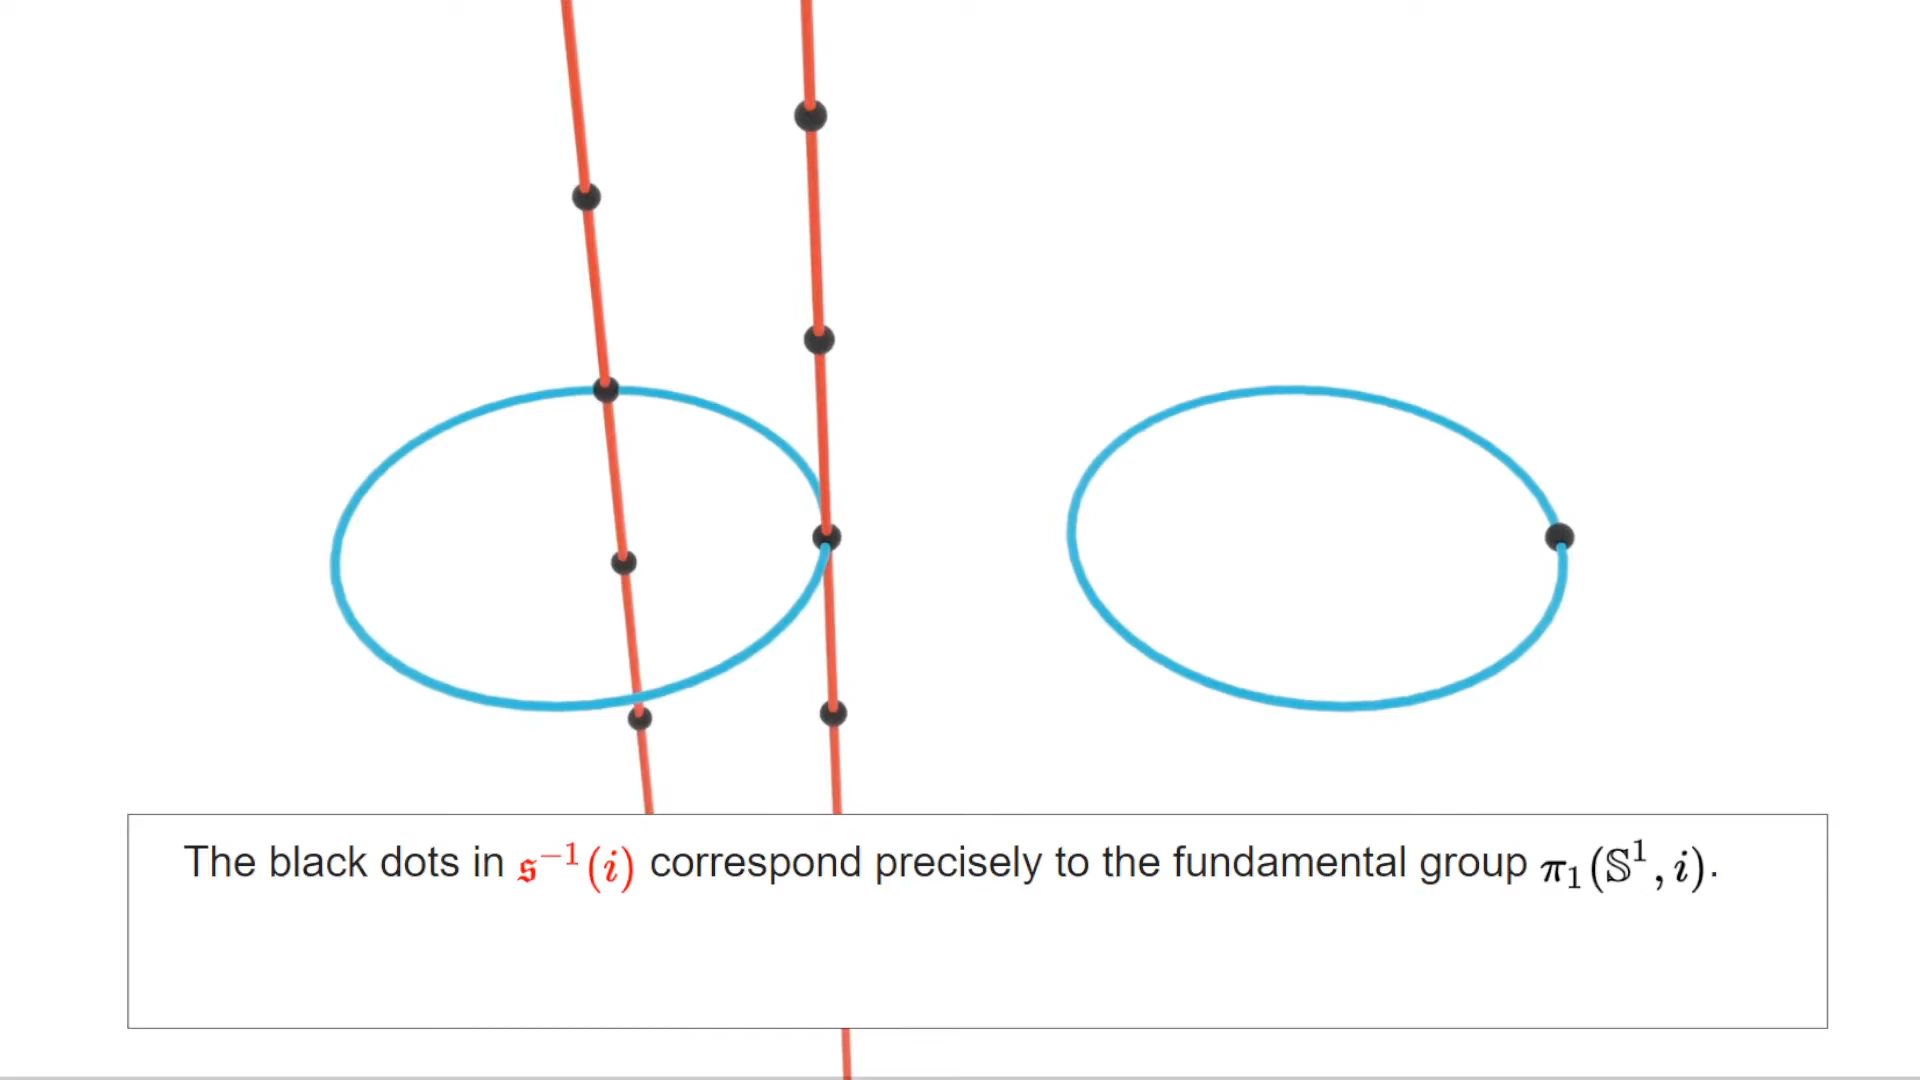 The black dots in 𝔰⁻¹(i) correspond precisely to the fundamental group π₁(𝕊¹, i).